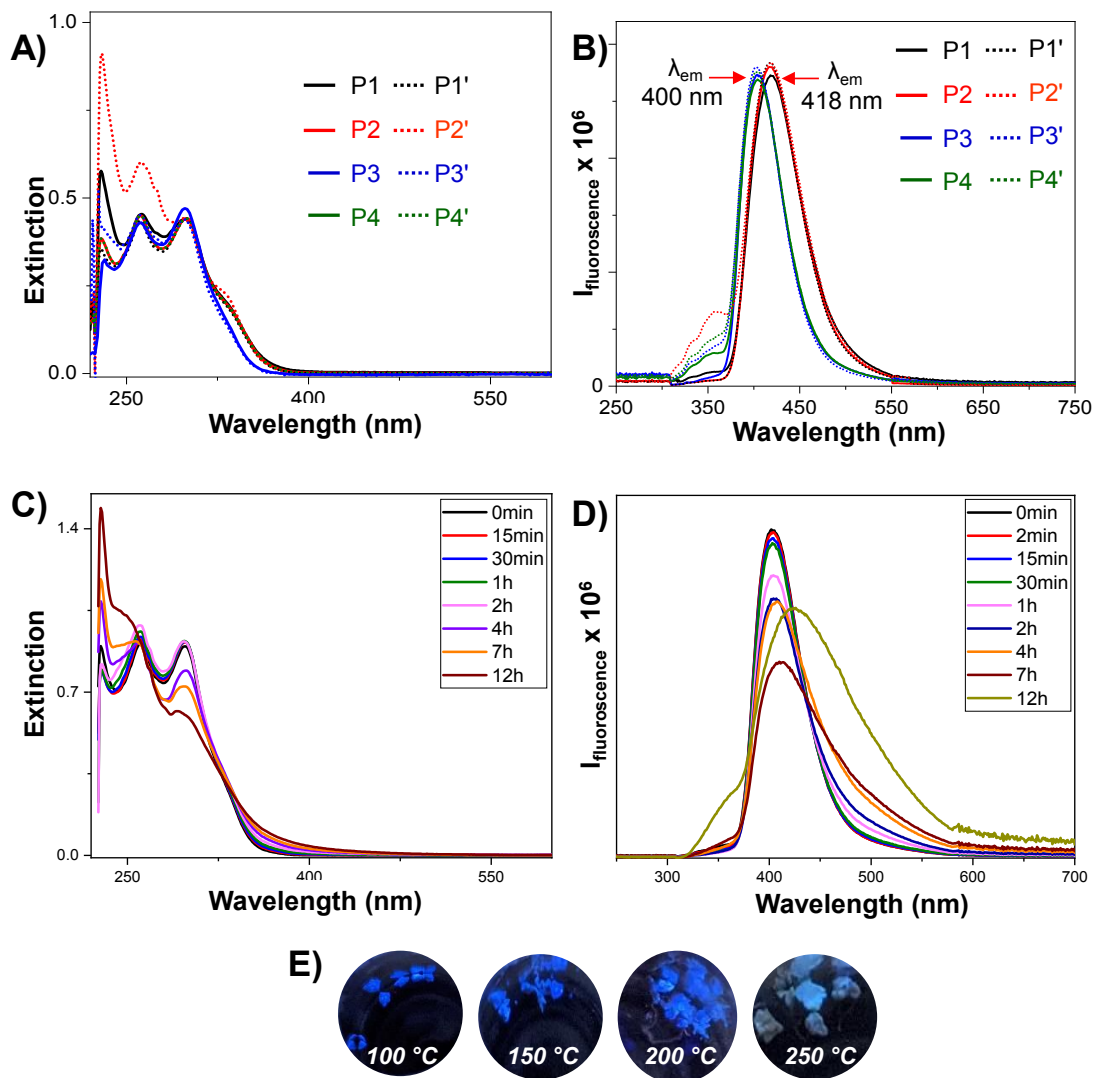 A)
1.0
0.5
0.0
Extinction
P1 P1'
P2 P2'
P3 P3'
P4 P4'
250 400 550
Wavelength (nm)
B)
λem
400 nm
λem
418 nm
P1 P1'
P2 P2'
P3 P3'
P4 P4'
Ifluoroscence x 10⁶
0
250 350 450 550 650 750
Wavelength (nm)
C)
1.4
0.7
0.0
Extinction
0min
15min
30min
1h
2h
4h
7h
12h
250 400 550
Wavelength (nm)
D)
Ifluoroscence x 10⁶
0min
2min
15min
30min
1h
2h
4h
7h
12h
300 400 500 600 700
Wavelength (nm)
E)
100 °C
150 °C
200 °C
250 °C